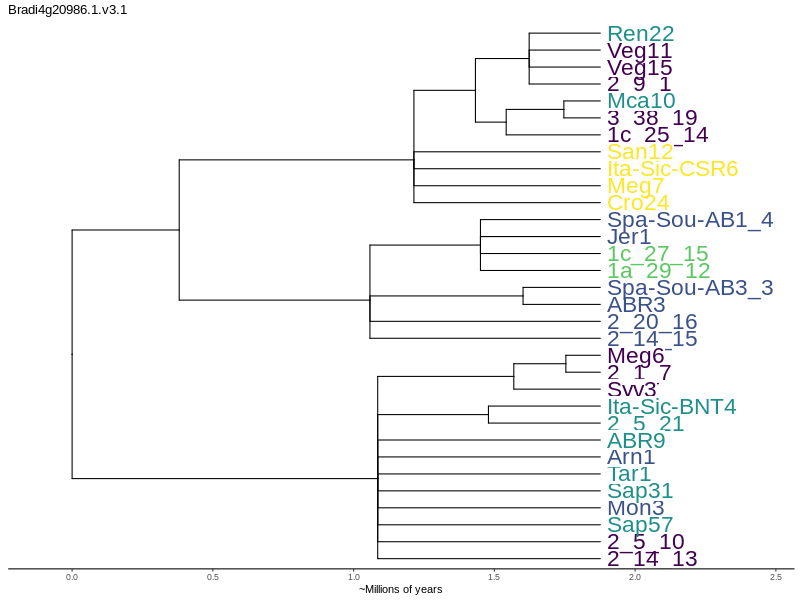 Bradi4g20986.1.v3.1
Ren22
Veg11
Veg15
2_9_1
Mca10
3_38_19
1c_25_14
San12
Ita-Sic-CSR6
Meg7
Cro24
Spa-Sou-AB1_4
Jer1
1c_27_15
1a_29_12
Spa-Sou-AB3_3
ABR3
2_20_16
2_14_15
Meg6
2_1_7
Syv3
Ita-Sic-BNT4
2_5_21
ABR9
Arn1
Tar1
Sap31
Mon3
Sap57
2_5_10
2_14_13
0.0 0.5 1.0 1.5 2.0 2.5
~Millions of years